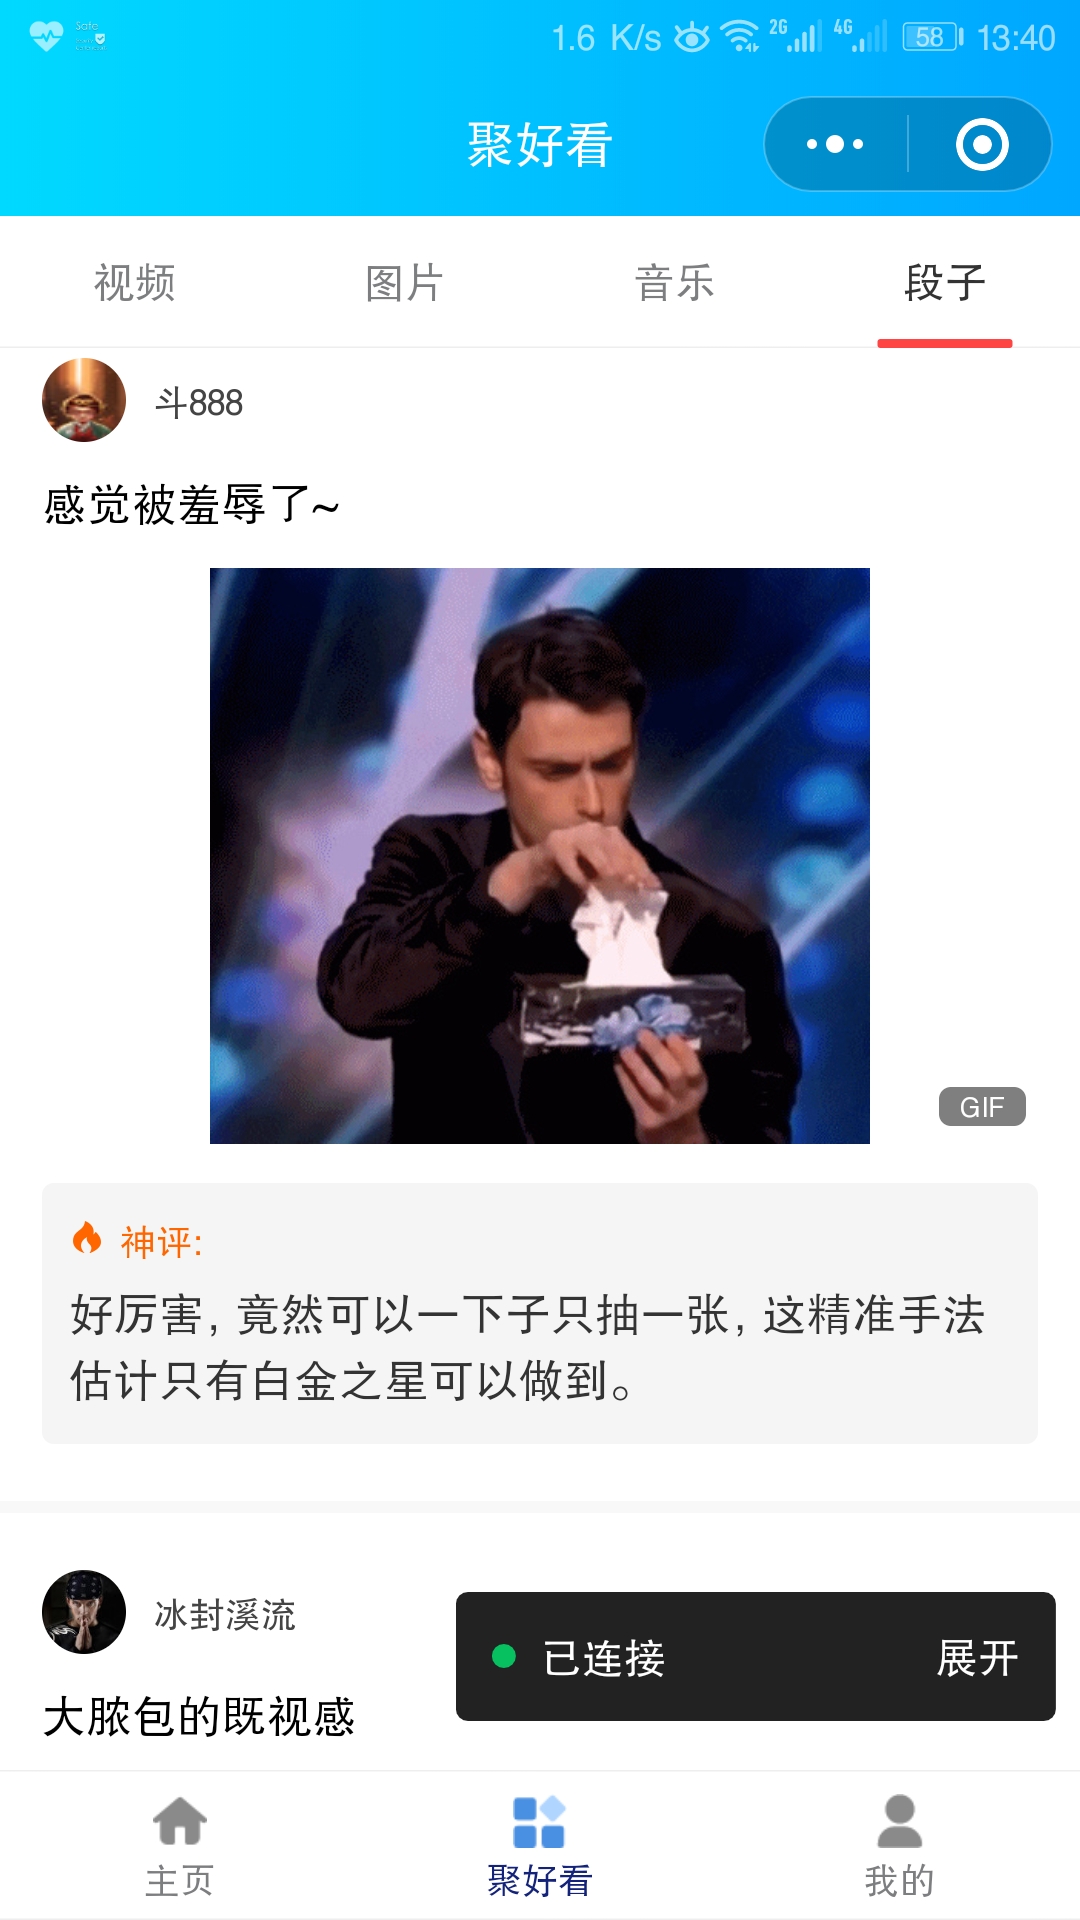 Safe
1.6 K/s 2G 4G 58 13:40
聚好看
视频 图片 音乐 段子
斗888
感觉被羞辱了~
GIF
神评:
好厉害,竟然可以一下子只抽一张,这精准手法
估计只有白金之星可以做到。
冰封溪流
已连接 展开
大脓包的既视感
主页 聚好看 我的